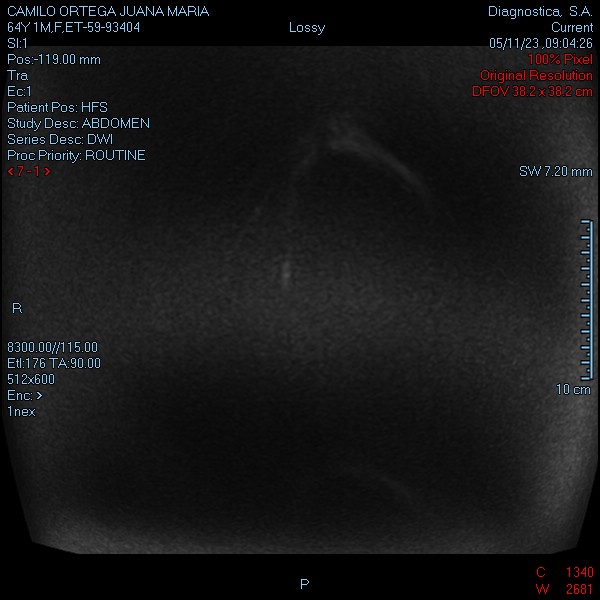 CAMILO ORTEGA JUANA MARIA
64Y 1M,F,ET-59-93404
SI:1
Pos:-119.00 mm
Tra
Ec:1
Patient Pos: HFS
Study Desc: ABDOMEN
Series Desc: DWI
Proc Priority: ROUTINE
< 7 - 1 >
Lossy
Diagnostica, S.A.
Current
05/11/23 ,09:04:26
100% Pixel
Original Resolution
DFOV 38.2 x 38.2 cm
SW 7.20 mm
R
10 cm
8300.00//115.00
Etl:176 TA:90.00
512x600
Enc: >
1nex
P
C 1340
W 2681